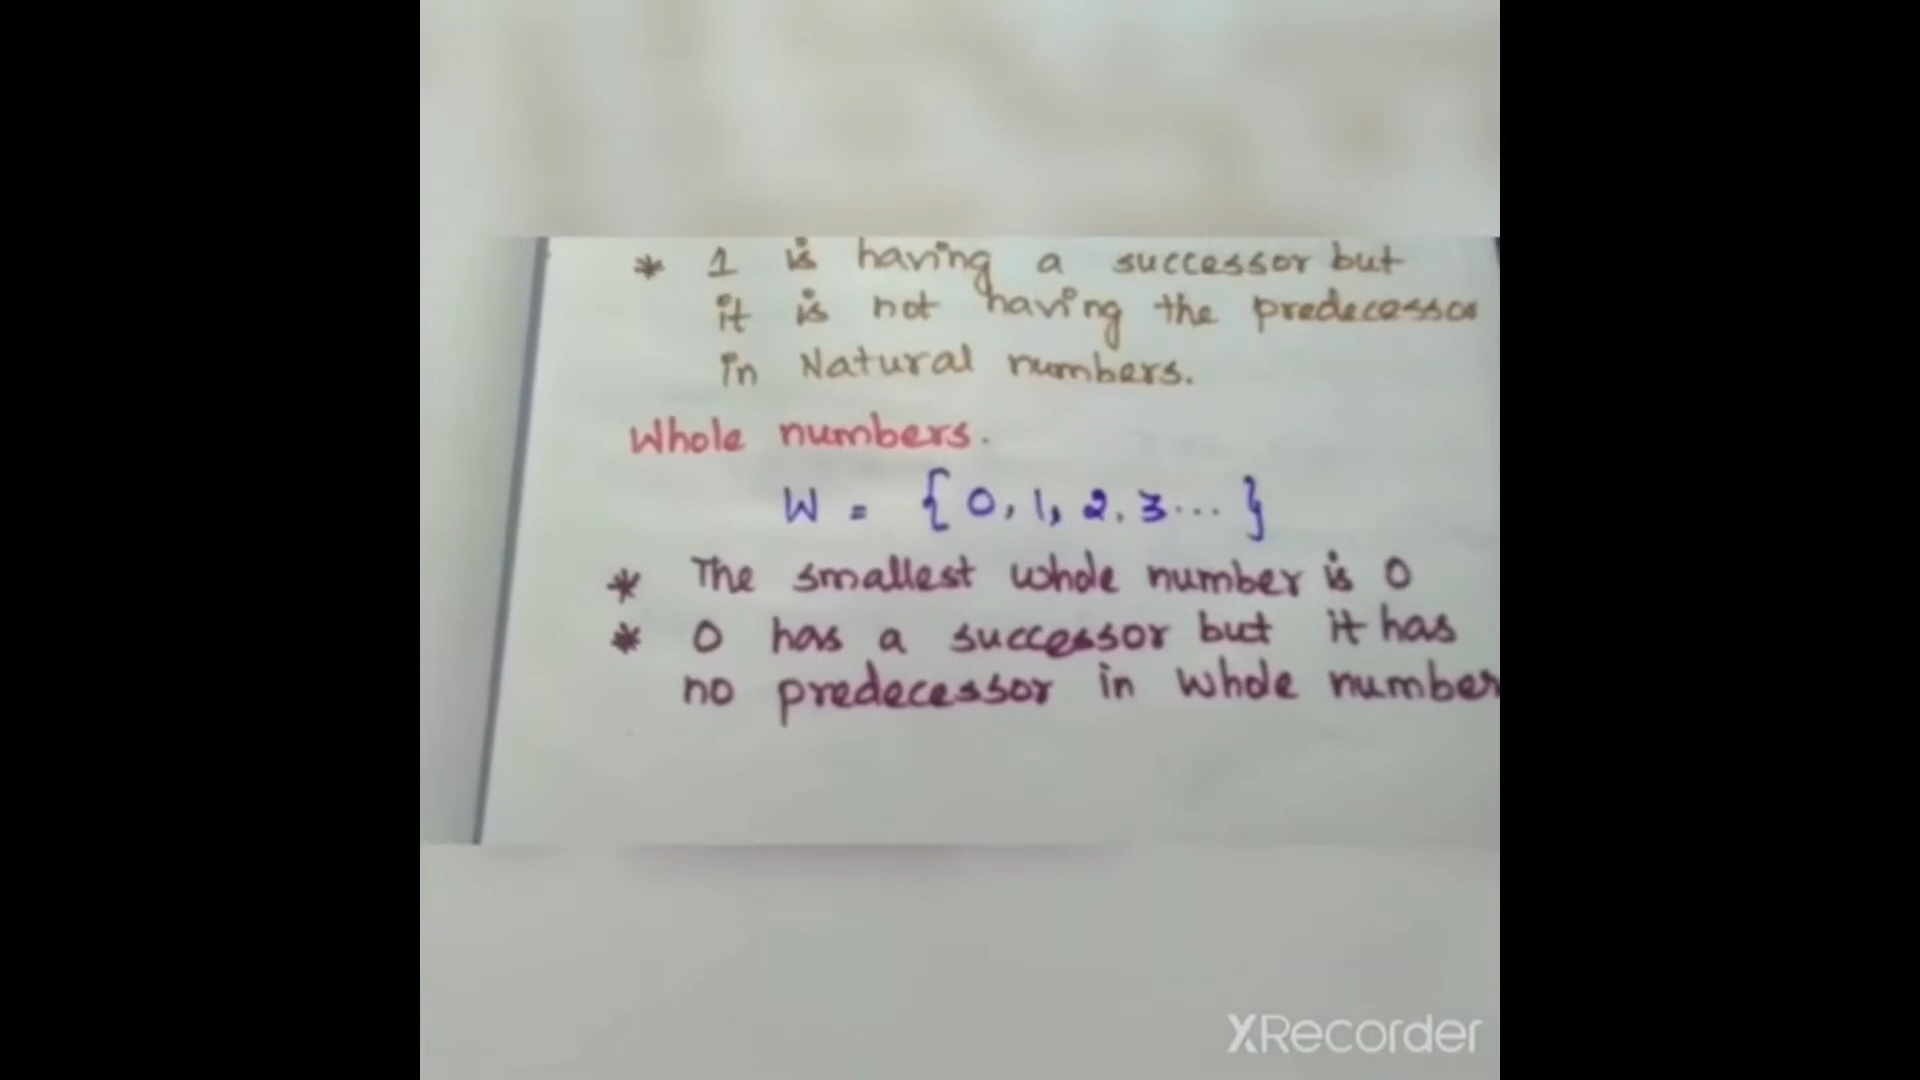 * 1 is having a successor but
it is not having the predecessor
in Natural numbers.
Whole numbers.
W = { 0, 1, 2, 3... }
* The smallest whole number is 0
* 0 has a successor but it has
no predecessor in whole number
XRecorder